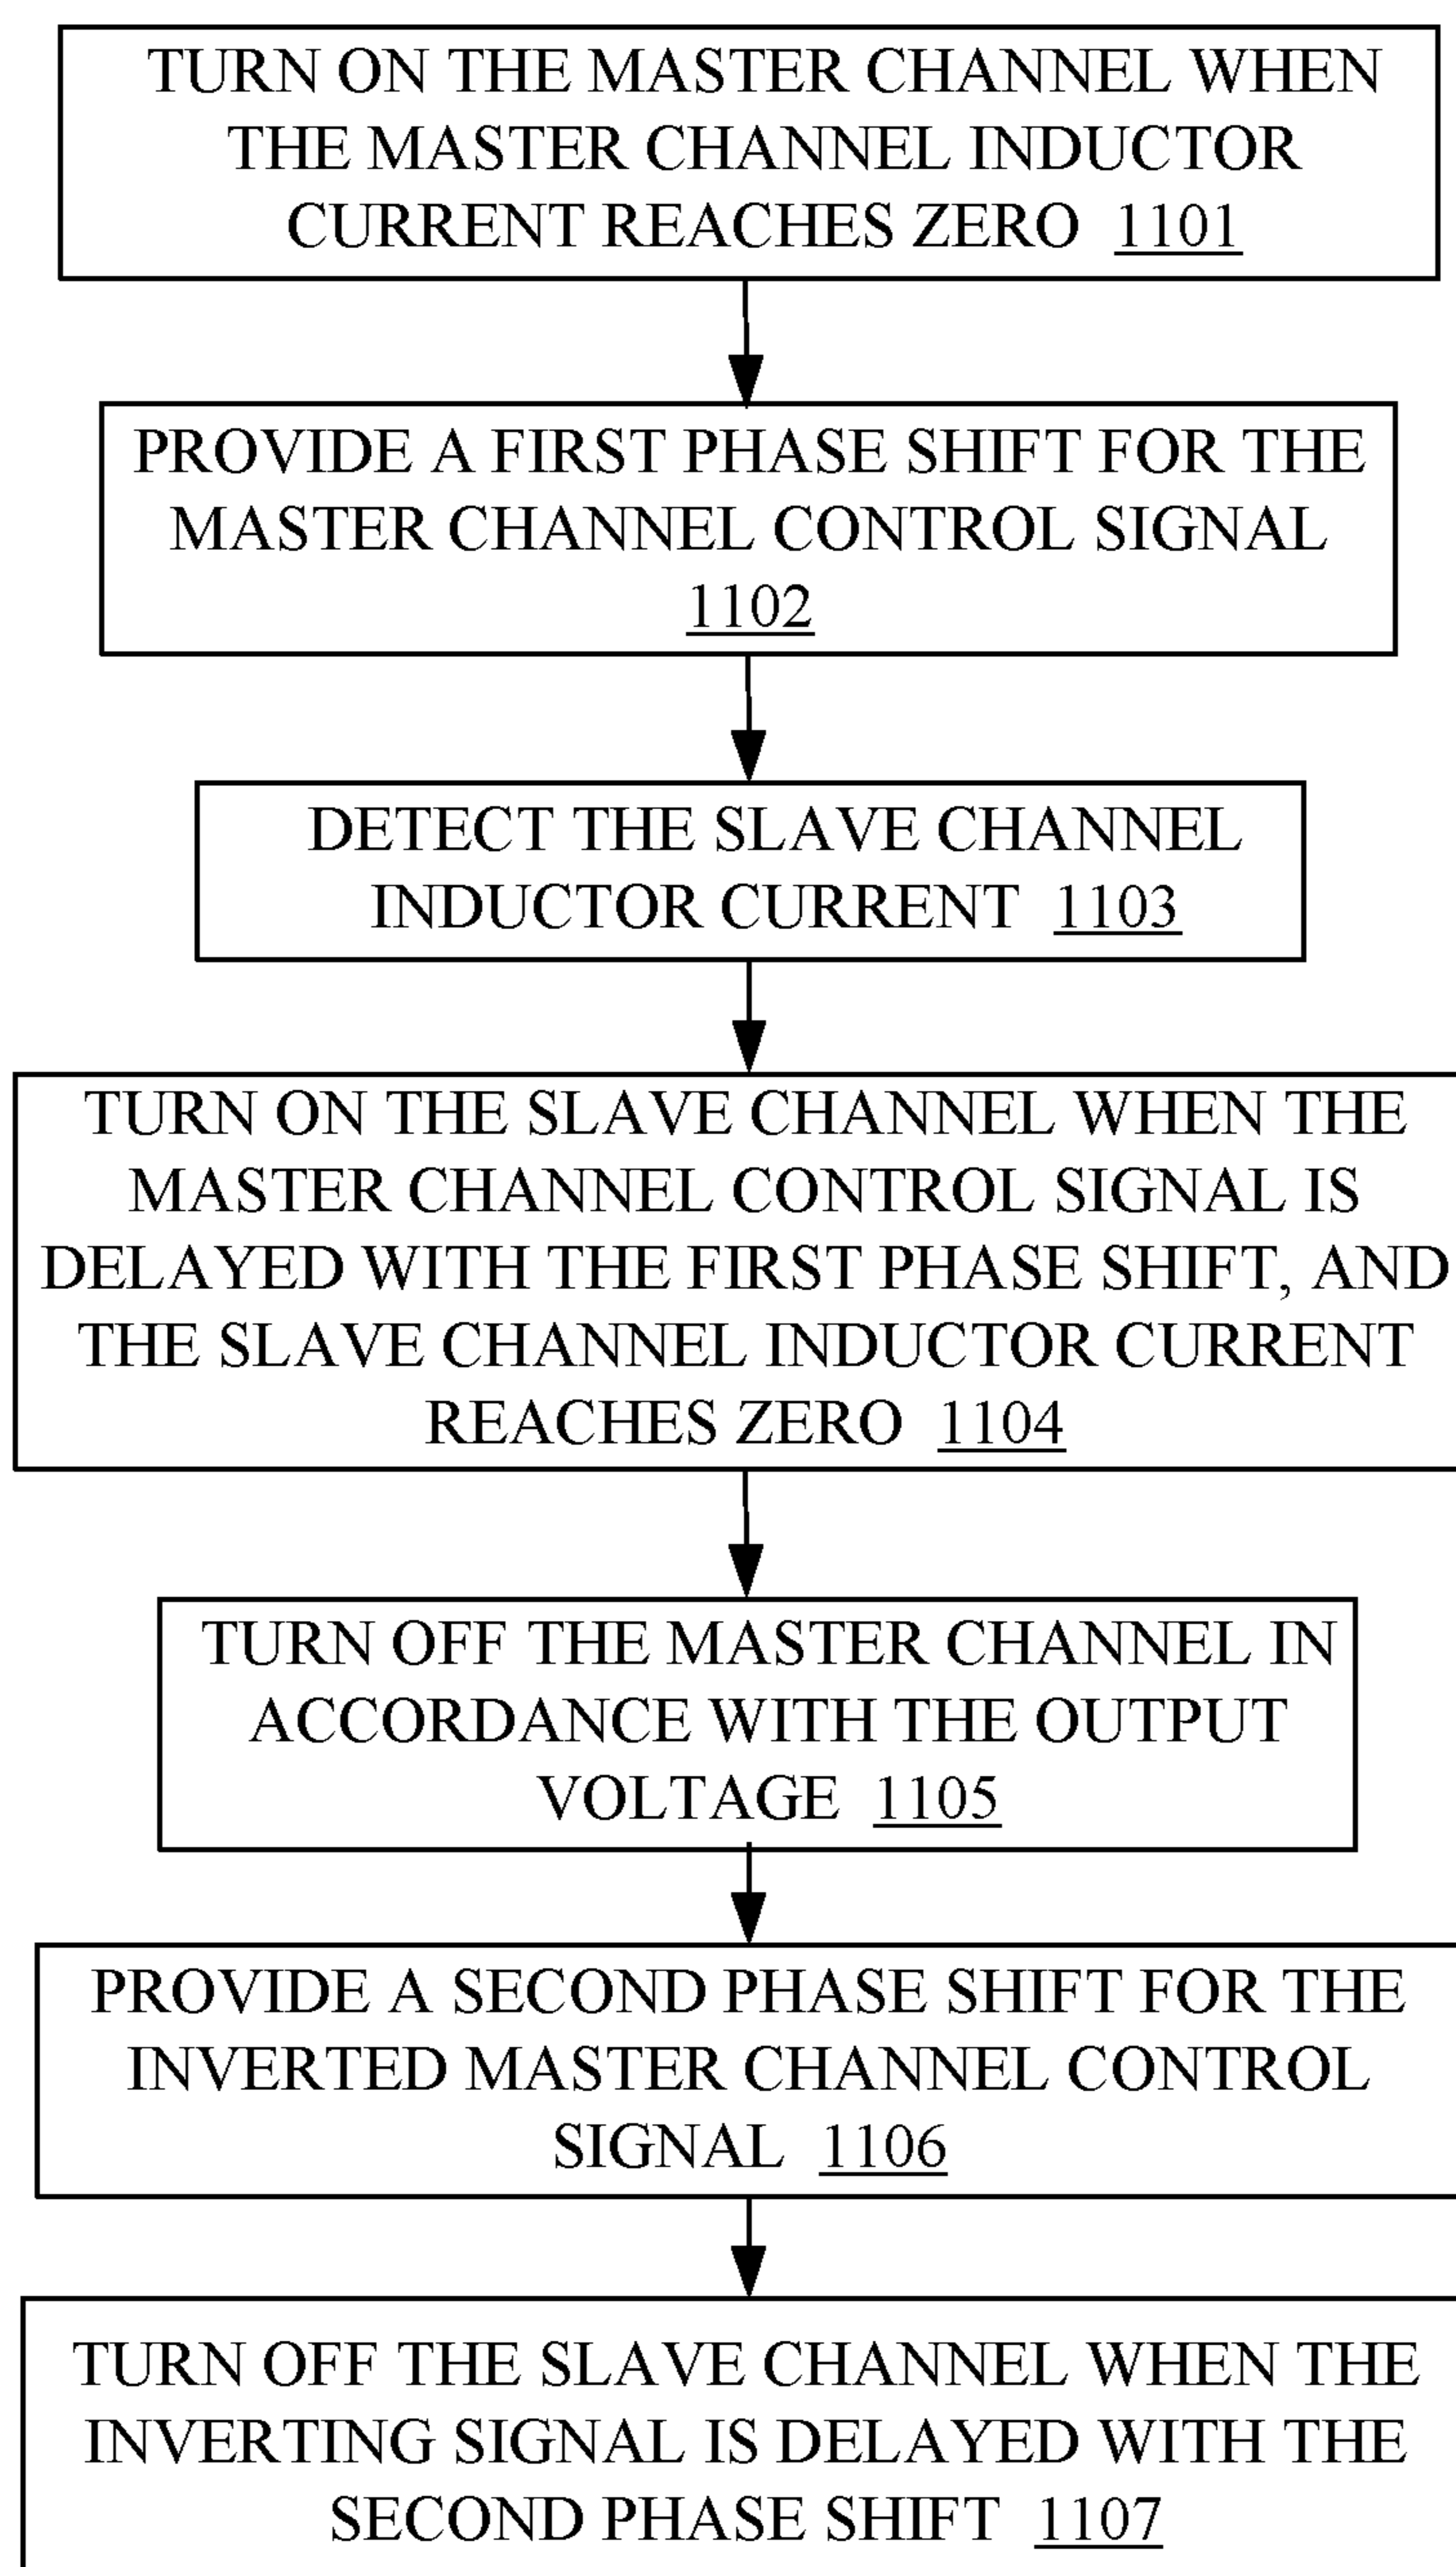 TURN ON THE MASTER CHANNEL WHEN
THE MASTER CHANNEL INDUCTOR
CURRENT REACHES ZERO 1101
PROVIDE A FIRST PHASE SHIFT FOR THE
MASTER CHANNEL CONTROL SIGNAL
1102
DETECT THE SLAVE CHANNEL
INDUCTOR CURRENT 1103
TURN ON THE SLAVE CHANNEL WHEN THE
MASTER CHANNEL CONTROL SIGNAL IS
DELAYED WITH THE FIRST PHASE SHIFT, AND
THE SLAVE CHANNEL INDUCTOR CURRENT
REACHES ZERO 1104
TURN OFF THE MASTER CHANNEL IN
ACCORDANCE WITH THE OUTPUT
VOLTAGE 1105
PROVIDE A SECOND PHASE SHIFT FOR THE
INVERTED MASTER CHANNEL CONTROL
SIGNAL 1106
TURN OFF THE SLAVE CHANNEL WHEN THE
INVERTING SIGNAL IS DELAYED WITH THE
SECOND PHASE SHIFT 1107